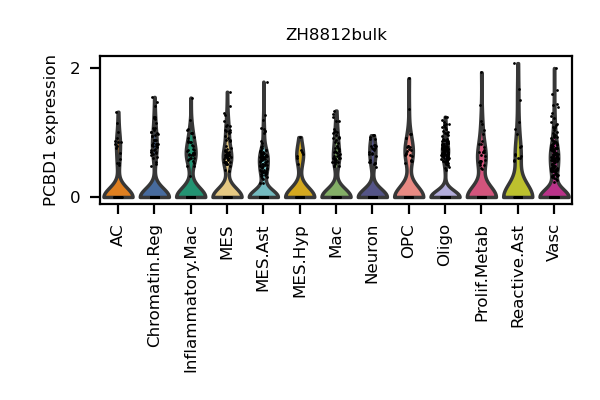 ZH8812bulk
PCBD1 expression
2
0
AC
Chromatin.Reg
Inflammatory.Mac
MES
MES.Ast
MES.Hyp
Mac
Neuron
OPC
Oligo
Prolif.Metab
Reactive.Ast
Vasc